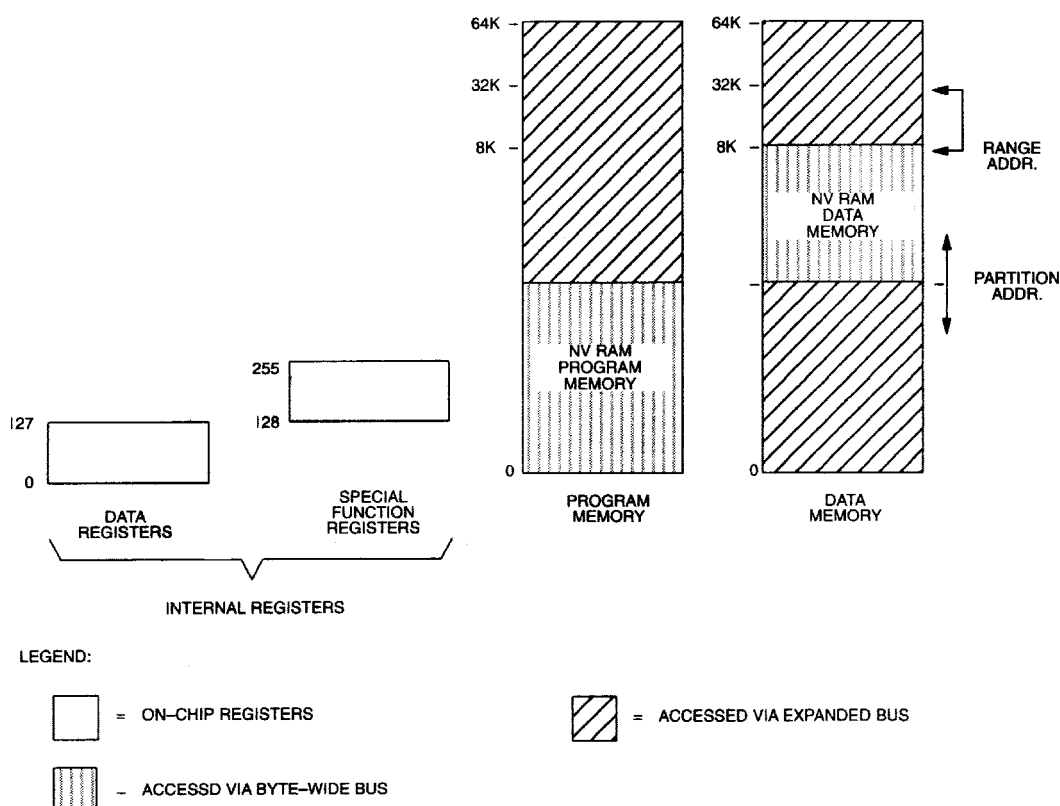 64K
32K
8K
0
NV RAM
PROGRAM
MEMORY
PROGRAM
MEMORY
64K
32K
8K
0
NV RAM
DATA
MEMORY
DATA
MEMORY
RANGE
ADDR.
PARTITION
ADDR.
127
0
DATA
REGISTERS
255
128
SPECIAL
FUNCTION
REGISTERS
INTERNAL REGISTERS
LEGEND:
= ON–CHIP REGISTERS
= ACCESSED VIA EXPANDED BUS
– ACCESSD VIA BYTE–WIDE BUS